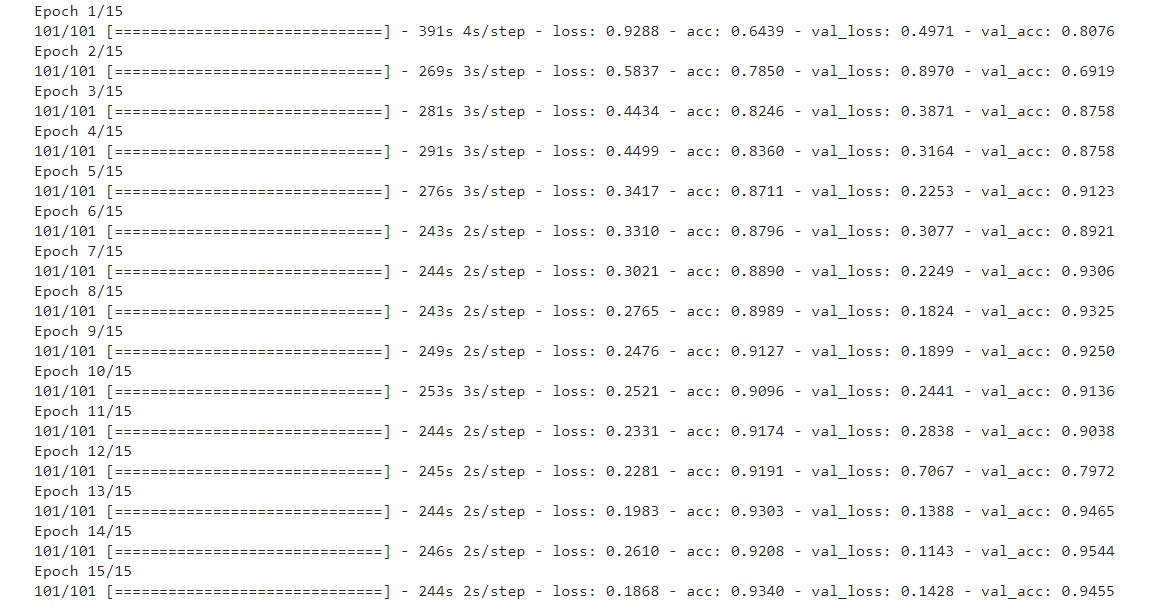 Epoch 1/15
101/101 [==============================] - 391s 4s/step - loss: 0.9288 - acc: 0.6439 - val_loss: 0.4971 - val_acc: 0.8076
Epoch 2/15
101/101 [==============================] - 269s 3s/step - loss: 0.5837 - acc: 0.7850 - val_loss: 0.8970 - val_acc: 0.6919
Epoch 3/15
101/101 [==============================] - 281s 3s/step - loss: 0.4434 - acc: 0.8246 - val_loss: 0.3871 - val_acc: 0.8758
Epoch 4/15
101/101 [==============================] - 291s 3s/step - loss: 0.4499 - acc: 0.8360 - val_loss: 0.3164 - val_acc: 0.8758
Epoch 5/15
101/101 [==============================] - 276s 3s/step - loss: 0.3417 - acc: 0.8711 - val_loss: 0.2253 - val_acc: 0.9123
Epoch 6/15
101/101 [==============================] - 243s 2s/step - loss: 0.3310 - acc: 0.8796 - val_loss: 0.3077 - val_acc: 0.8921
Epoch 7/15
101/101 [==============================] - 244s 2s/step - loss: 0.3021 - acc: 0.8890 - val_loss: 0.2249 - val_acc: 0.9306
Epoch 8/15
101/101 [==============================] - 243s 2s/step - loss: 0.2765 - acc: 0.8989 - val_loss: 0.1824 - val_acc: 0.9325
Epoch 9/15
101/101 [==============================] - 249s 2s/step - loss: 0.2476 - acc: 0.9127 - val_loss: 0.1899 - val_acc: 0.9250
Epoch 10/15
101/101 [==============================] - 253s 3s/step - loss: 0.2521 - acc: 0.9096 - val_loss: 0.2441 - val_acc: 0.9136
Epoch 11/15
101/101 [==============================] - 244s 2s/step - loss: 0.2331 - acc: 0.9174 - val_loss: 0.2838 - val_acc: 0.9038
Epoch 12/15
101/101 [==============================] - 245s 2s/step - loss: 0.2281 - acc: 0.9191 - val_loss: 0.7067 - val_acc: 0.7972
Epoch 13/15
101/101 [==============================] - 244s 2s/step - loss: 0.1983 - acc: 0.9303 - val_loss: 0.1388 - val_acc: 0.9465
Epoch 14/15
101/101 [==============================] - 246s 2s/step - loss: 0.2610 - acc: 0.9208 - val_loss: 0.1143 - val_acc: 0.9544
Epoch 15/15
101/101 [==============================] - 244s 2s/step - loss: 0.1868 - acc: 0.9340 - val_loss: 0.1428 - val_acc: 0.9455